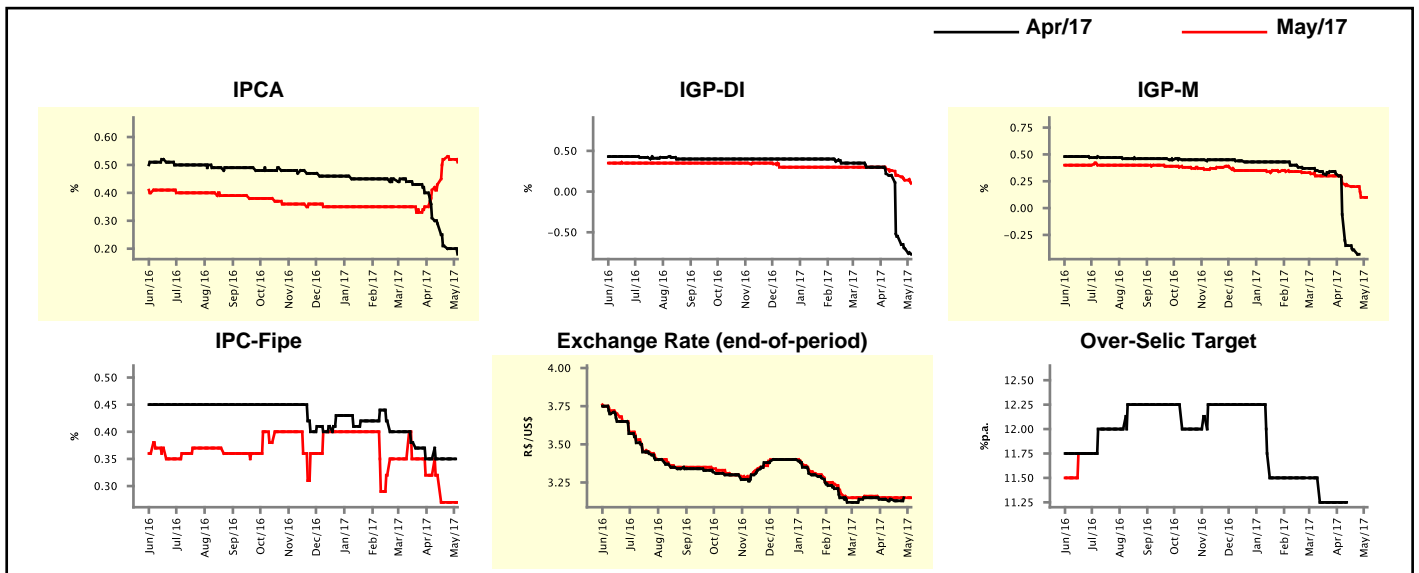 Apr/17 May/17
IPCA IGP-DI IGP-M
%
0.60
0.50
0.40
0.30
0.20
Jun/16 Jul/16 Aug/16 Sep/16 Oct/16 Nov/16 Dec/16 Jan/17 Feb/17 Mar/17 Apr/17 May/17
%
0.50
0.00
−0.50
Jun/16 Jul/16 Aug/16 Sep/16 Oct/16 Nov/16 Dec/16 Jan/17 Feb/17 Mar/17 Apr/17 May/17
%
0.75
0.50
0.25
0.00
−0.25
Jun/16 Jul/16 Aug/16 Sep/16 Oct/16 Nov/16 Dec/16 Jan/17 Feb/17 Mar/17 Apr/17 May/17
IPC-Fipe Exchange Rate (end-of-period) Over-Selic Target
%
0.50
0.45
0.40
0.35
0.30
Jun/16 Jul/16 Aug/16 Sep/16 Oct/16 Nov/16 Dec/16 Jan/17 Feb/17 Mar/17 Apr/17 May/17
R$/US$
4.00
3.75
3.50
3.25
Jun/16 Jul/16 Aug/16 Sep/16 Oct/16 Nov/16 Dec/16 Jan/17 Feb/17 Mar/17 Apr/17 May/17
%p.a.
12.50
12.25
12.00
11.75
11.50
11.25
Jun/16 Jul/16 Aug/16 Sep/16 Oct/16 Nov/16 Dec/16 Jan/17 Feb/17 Mar/17 Apr/17 May/17